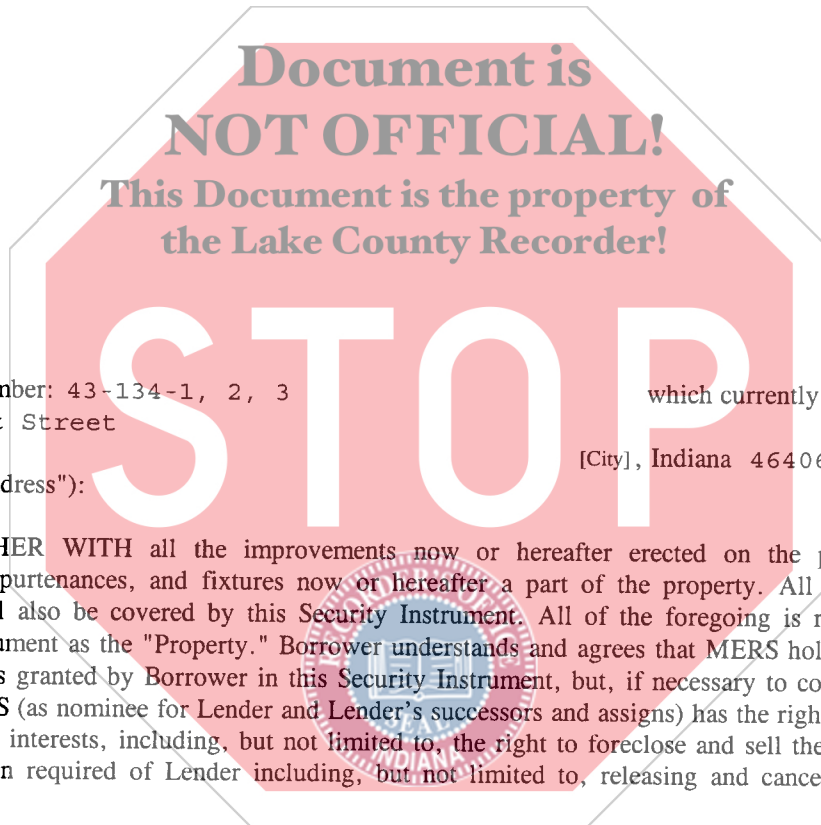 Document is
NOT OFFICIAL!
This Document is the property of
the Lake County Recorder!
STOP
nber: 43-134-1, 2, 3 which currently
t Street
[City], Indiana 46406
dress"):
HER WITH all the improvements now or hereafter erected on the p
purtenances, and fixtures now or hereafter a part of the property. All
l also be covered by this Security Instrument. All of the foregoing is r
ument as the "Property." Borrower understands and agrees that MERS hol
s granted by Borrower in this Security Instrument, but, if necessary to co
S (as nominee for Lender and Lender's successors and assigns) has the righ
interests, including, but not limited to, the right to foreclose and sell the
n required of Lender including, but not limited to, releasing and cance
RECORDER'S OFFICE
SEAL
INDIANA